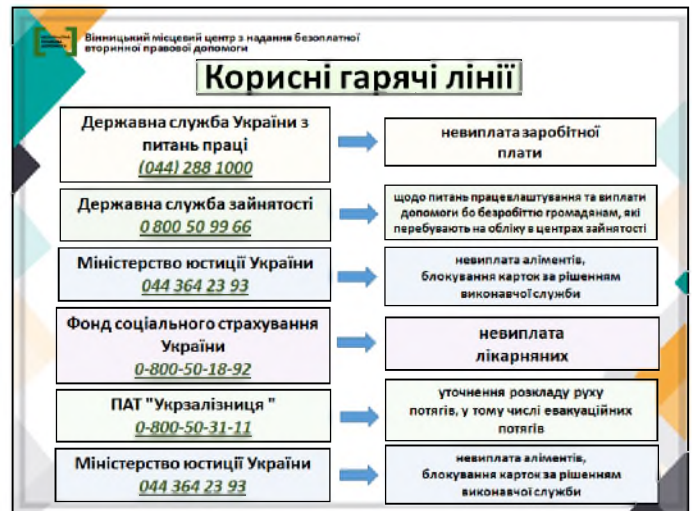 Вінницький місцевий центр з надання безоплатної
вторинної правової допомоги
Корисні гарячі лінії
Державна служба України з
питань праці
(044) 288 1000
невиплата заробітної
плати
Державна служба зайнятості
0 800 50 99 66
щодо питань працевлаштування та виплати
допомоги бо безробіттю громадянам, які
перебувають на обліку в центрах зайнятості
Міністерство юстиції України
044 364 23 93
невиплата аліментів,
блокування карток за рішенням
виконавчої служби
Фонд соціального страхування
України
0-800-50-18-92
невиплата
лікарняних
ПАТ "Укрзалізниця "
0-800-50-31-11
уточнення розкладу руху
потягів, у тому числі евакуаційних
потягів
Міністерство юстиції України
044 364 23 93
невиплата аліментів,
блокування карток за рішенням
виконавчої служби